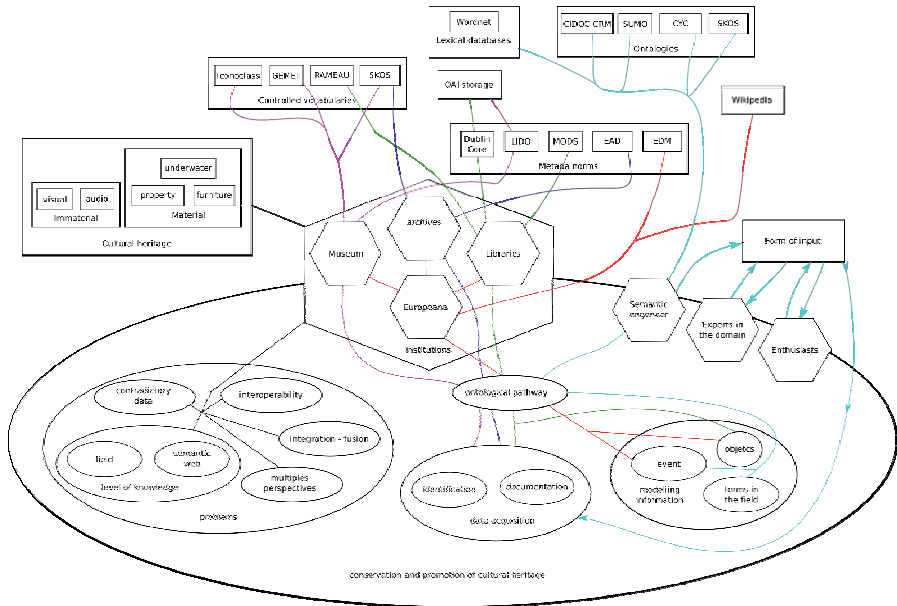 Wordnet
Lexical databases
CIDOC CRM
SUMO
CYC
SKOS
Ontologies
Iconoclass
GEMET
RAMEAU
SKOS
Controlled vocabularies
OAI storage
Wikipedia
Dublin
Core
LIDO
MODS
EAD
EDM
Metada norms
underwater
visual
audio
property
furniture
Immaterial
Material
Cultural heritage
archives
Museum
Libraries
Form of input
Europeana
Semantic
engineer
Experts in
the domain
Enthusiasts
institutions
contradictory
data
interoperability
ontological pathway
integration - fusion
objetcs
field
semantic
web
event
level of knowledge
multiples
perspectives
identification
documentation
modelling
information
terms in
the field
problems
data acquisition
conservation and promotion of cultural heritage